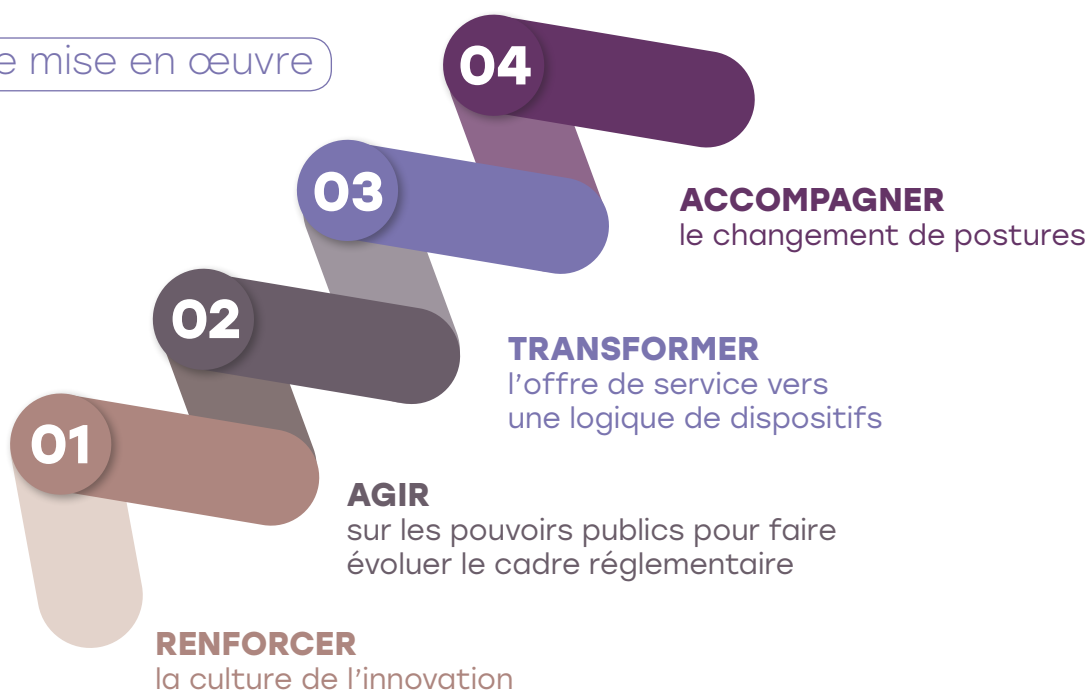 e mise en œuvre
04
03
ACCOMPAGNER
le changement de postures
02
TRANSFORMER
l'offre de service vers
une logique de dispositifs
01
AGIR
sur les pouvoirs publics pour faire
évoluer le cadre réglementaire
RENFORCER
la culture de l'innovation